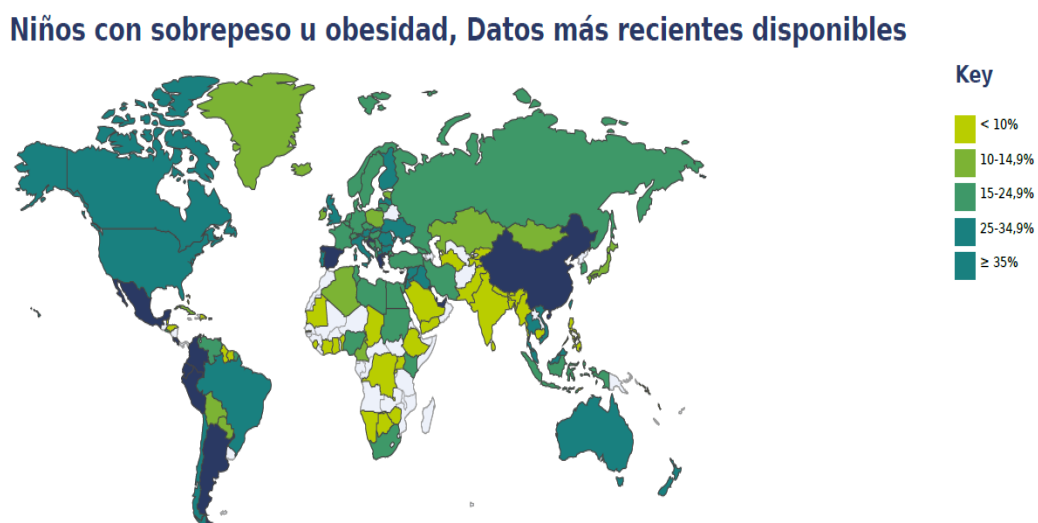 Niños con sobrepeso u obesidad, Datos más recientes disponibles
Key
< 10%
10-14,9%
15-24,9%
25-34,9%
≥ 35%